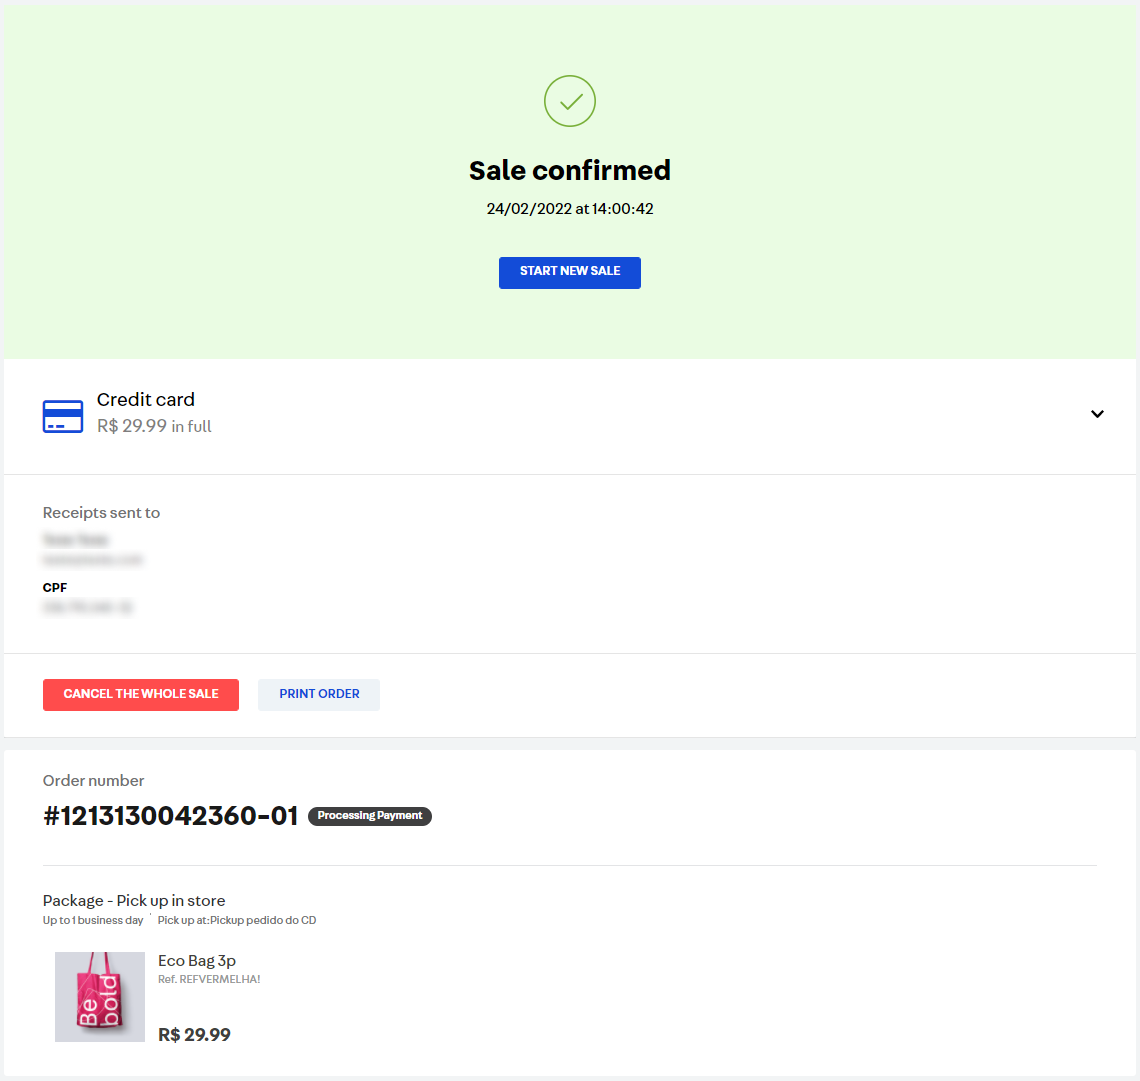 Sale confirmed
24/02/2022 at 14:00:42
START NEW SALE
Credit card
R$ 29.99 in full
Receipts sent to
CPF
CANCEL THE WHOLE SALE
PRINT ORDER
Order number
#1213130042360-01 Processing Payment
Package - Pick up in store
Up to 1 business day ' Pick up at:Pickup pedido do CD
Eco Bag 3p
Ref. REFVERMELHA!
Be bold
R$ 29.99